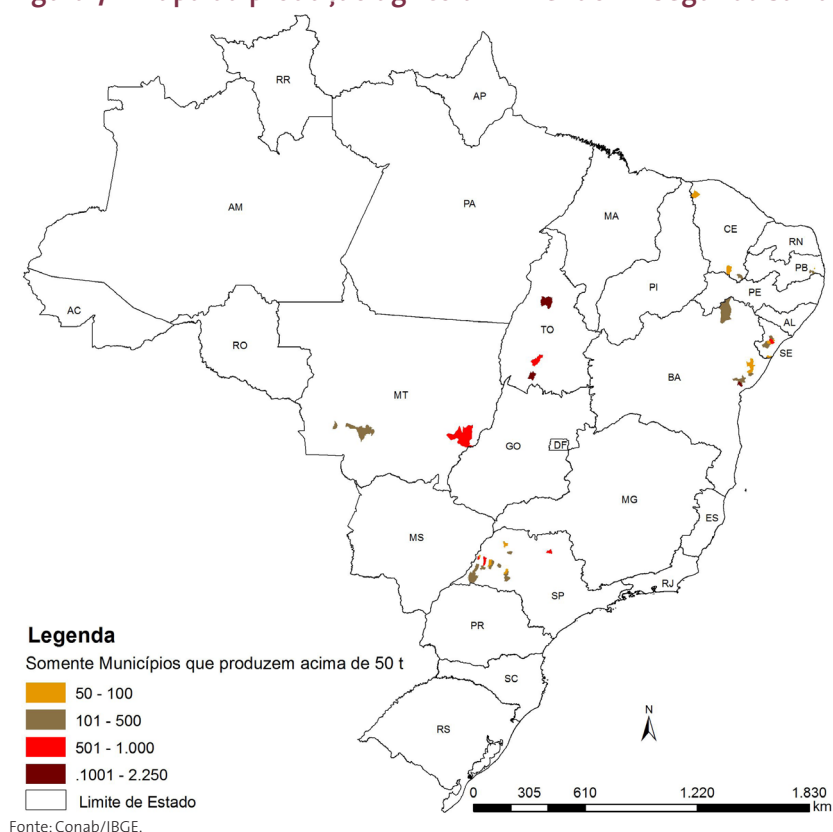 RR
AP
AM
PA
MA
CE
RN
PB
PI
PE
AC
AL
TO
RO
SE
BA
MT
GO
DF
MG
ES
MS
RJ
SP
PR
SC
RS
Legenda
Somente Municípios que produzem acima de 50 t
50 - 100
101 - 500
501 - 1.000
.1001 - 2.250
Limite de Estado
N
0 305 610 1.220 1.830
km
Fonte: Conab/IBGE.